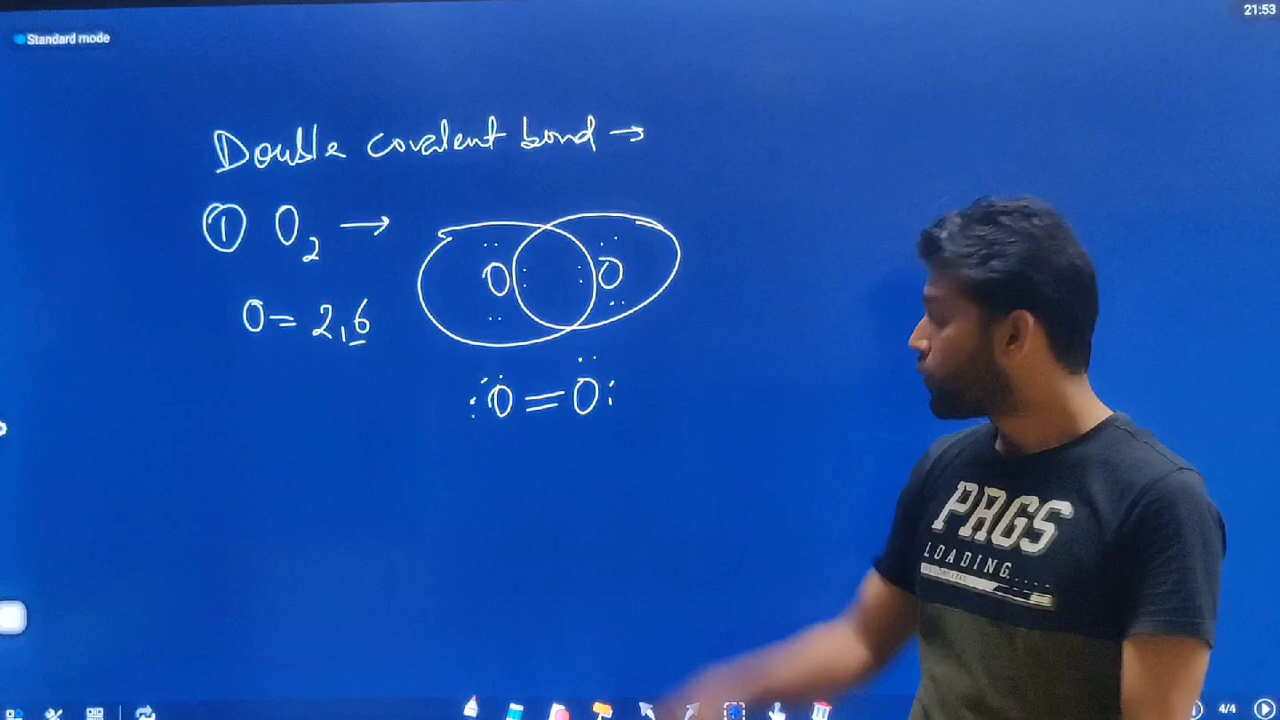 21:53
Standard mode
Double covalent bond →
① O₂ →
O O
O = 2,6
:Ö = Ö:
PRGS
LOADING.....
4/4